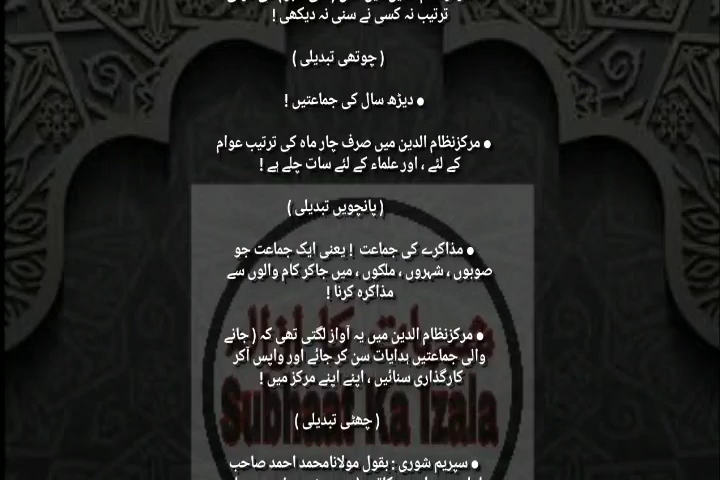 ترتیب نہ کسی نے سنی نہ دیکھی !
( چوتھی تبدیلی )
● دیڑھ سال کی جماعتیں !
● مرکزنظام الدین میں صرف چار ماہ کی ترتیب عوام
کے لئے ، اور علماء کے لئے سات چلے ہے !
( پانچویں تبدیلی )
● مذاکرے کی جماعت ! یعنی ایک جماعت جو
صوبوں ، شہروں ، ملکوں ، میں جاکر کام والوں سے
مذاکرہ کرنا !
● مرکزنظام الدین میں یہ آواز لگتی تھی کہ ( جانے
والی جماعتیں ہدایات سن کر جائے اور واپس آکر
کارگذاری سنائیں ، اپنے اپنے مرکز میں !
Subhaat Ka Izala
( چھٹی تبدیلی )
● سپریم شوری : بقول مولانامحمد احمد صاحب